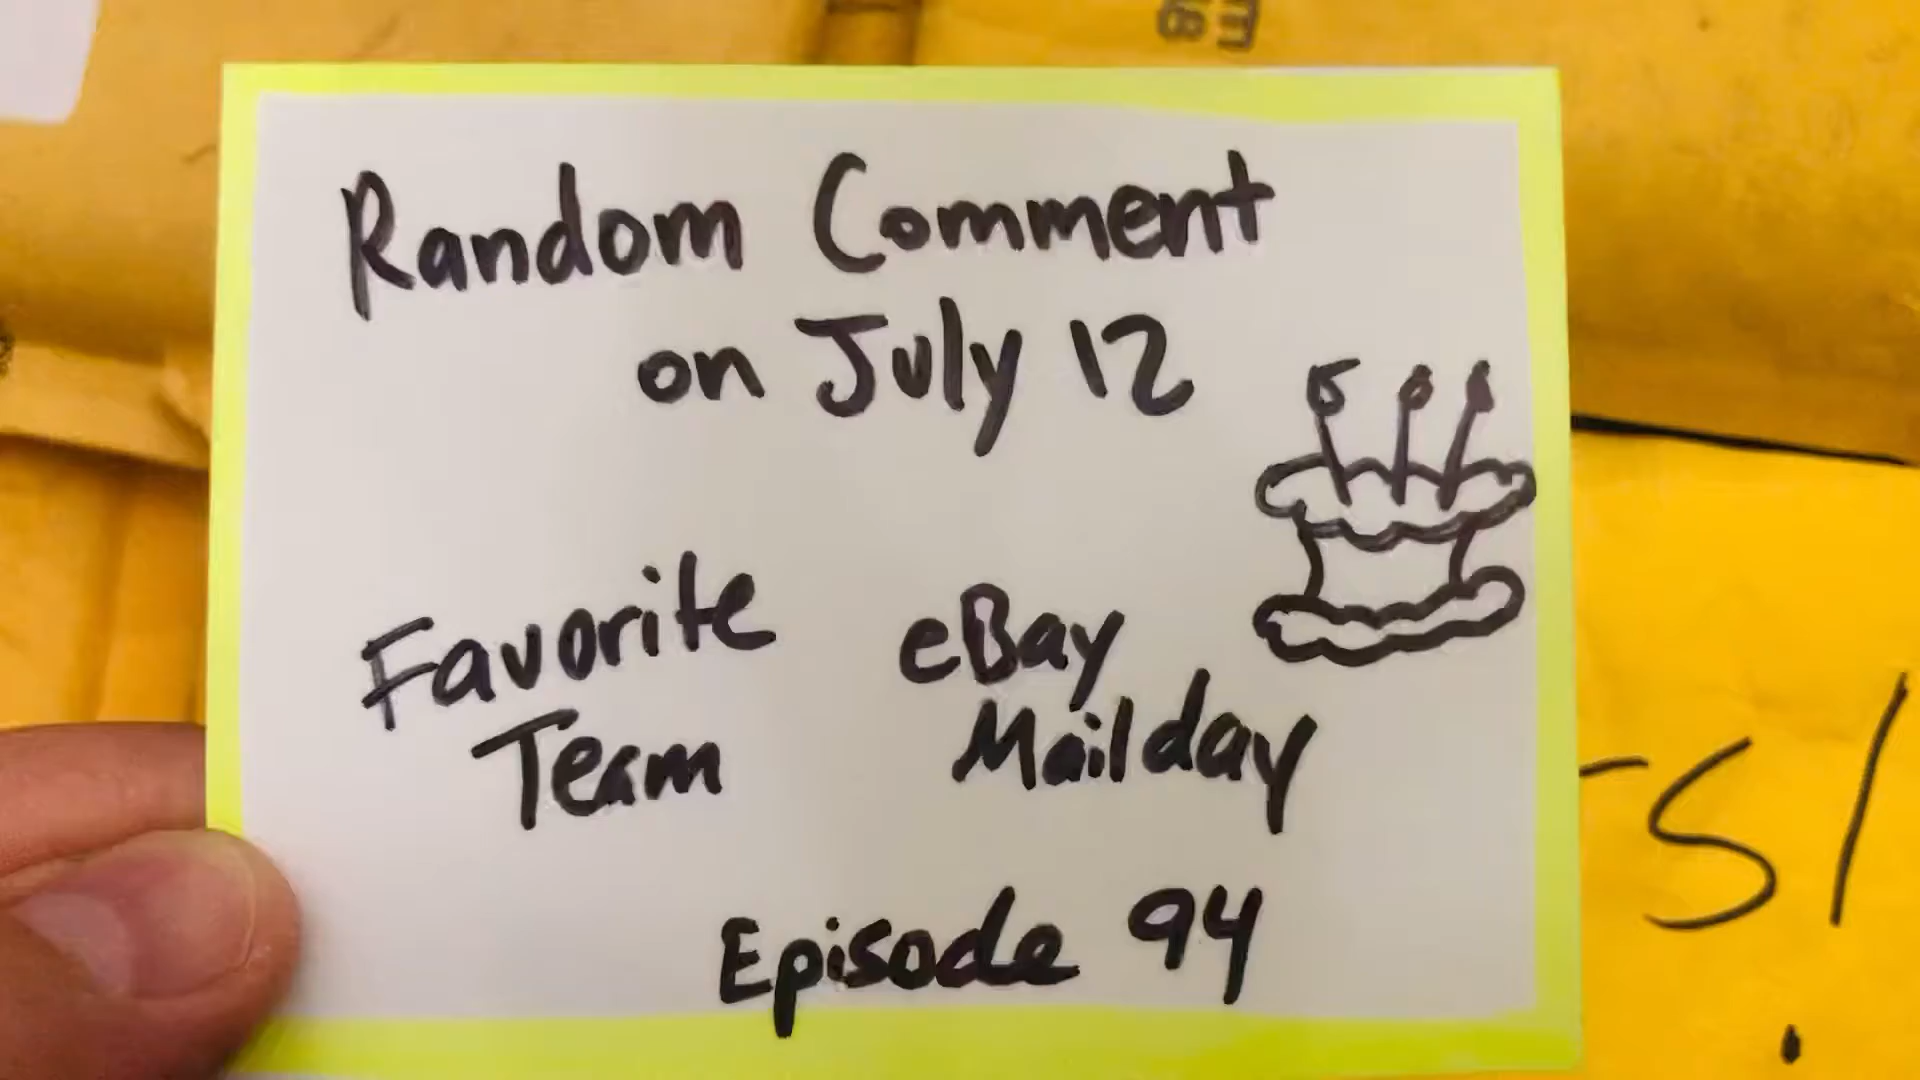 Random Comment
on July 12
Favorite
Team
eBay
Mailday
Episode 94